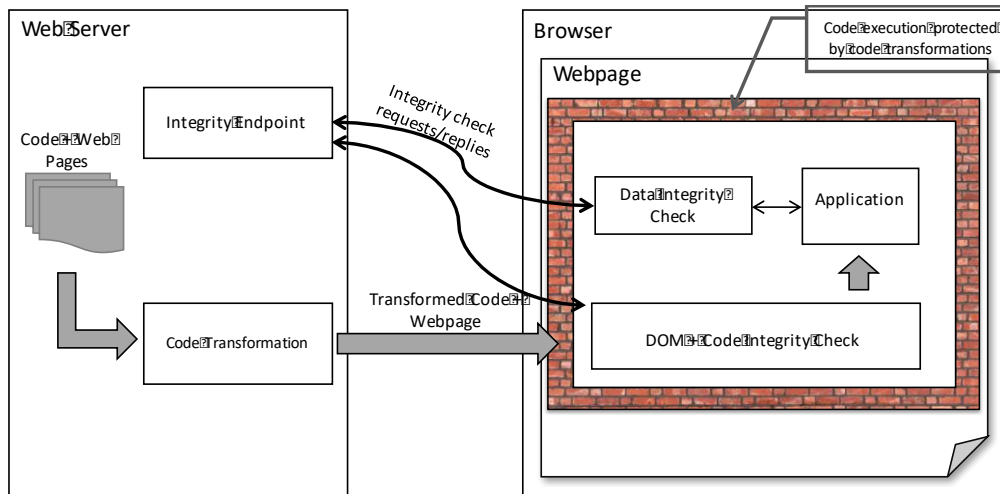 Web Server
Integrity Endpoint
Code + Web
Pages
Code Transformation
Integrity check
requests/replies
Transformed Code +
Webpage
Browser
Code execution protected
by code transformations
Webpage
Data Integrity
Check
Application
DOM + Code Integrity Check